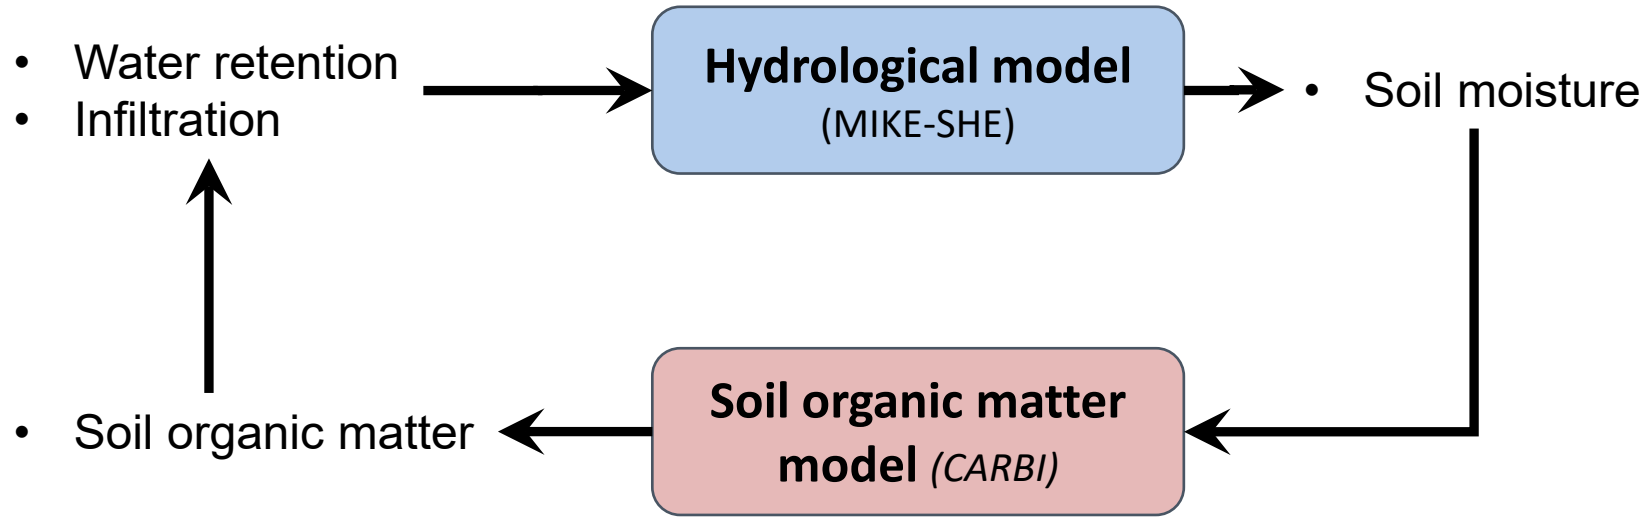 • Water retention
• Infiltration
Hydrological model
(MIKE-SHE)
• Soil moisture
• Soil organic matter
Soil organic matter
model (CARBI)